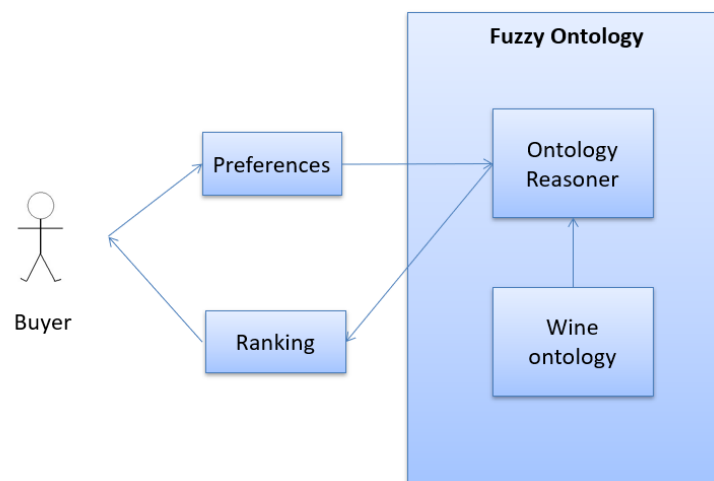 Fuzzy Ontology
Preferences
Ontology
Reasoner
Buyer
Ranking
Wine
ontology